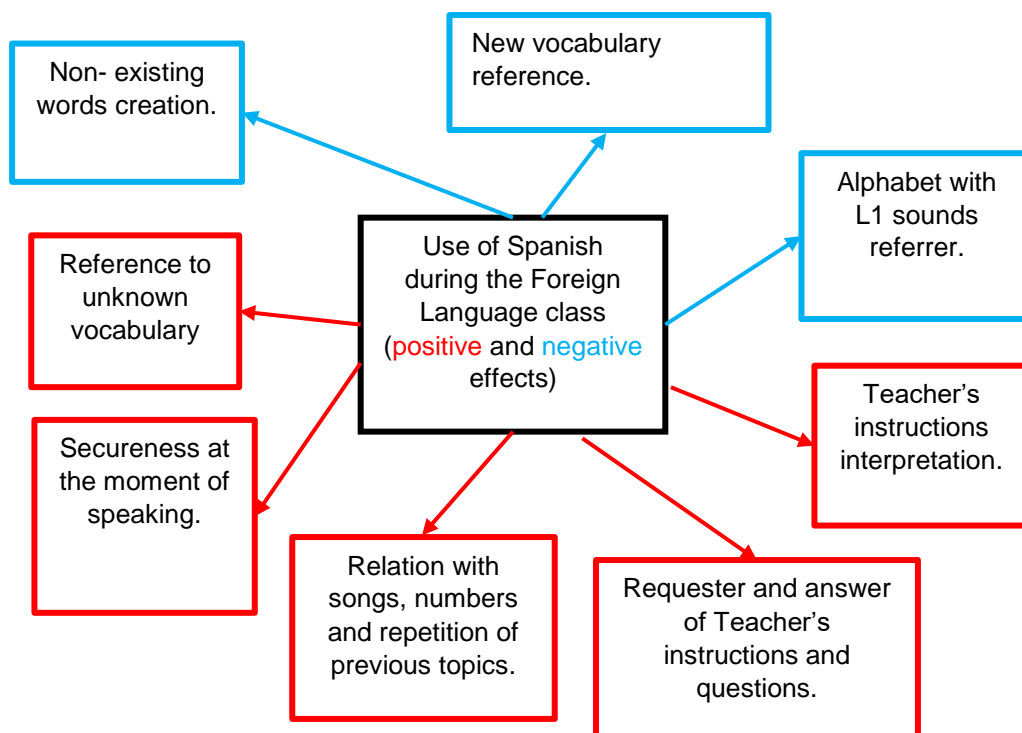 New vocabulary
reference.
Non- existing
words creation.
Alphabet with
L1 sounds
referrer.
Use of Spanish
during the Foreign
Language class
(positive and negative
effects)
Reference to
unknown
vocabulary
Teacher’s
instructions
interpretation.
Secureness at
the moment of
speaking.
Relation with
songs, numbers
and repetition of
previous topics.
Requester and answer
of Teacher’s
instructions and
questions.